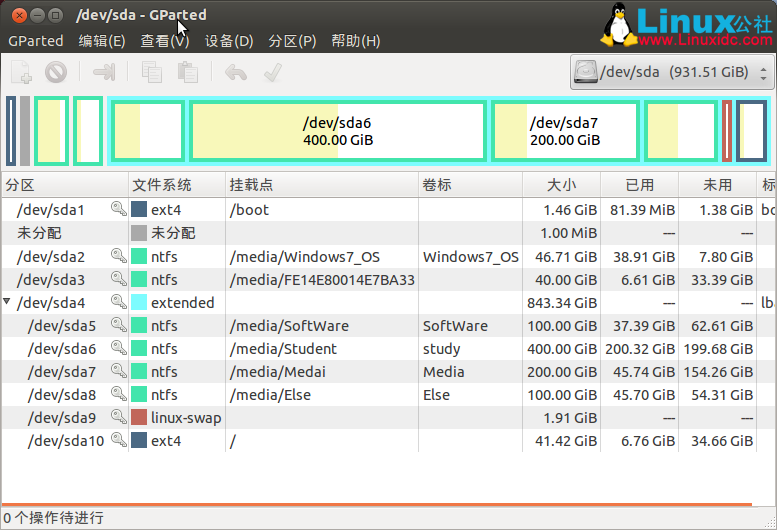 /dev/sda - GParted
Linux公社
www.Linuxidc.com
GParted 编辑(E) 查看(V) 设备(D) 分区(P) 帮助(H)
/dev/sda (931.51 GiB)
/dev/sda6 /dev/sda7
400.00 GiB 200.00 GiB
分区 文件系统 挂载点 卷标 大小 已用 未用 标
/dev/sda1 ext4 /boot 1.46 GiB 81.39 MiB 1.38 GiB bo
未分配 未分配 1.00 MiB --- ---
/dev/sda2 ntfs /media/Windows7_OS Windows7_OS 46.71 GiB 38.91 GiB 7.80 GiB
/dev/sda3 ntfs /media/FE14E80014E7BA33 40.00 GiB 6.61 GiB 33.39 GiB
/dev/sda4 extended 843.34 GiB --- --- lba
/dev/sda5 ntfs /media/SoftWare SoftWare 100.00 GiB 37.39 GiB 62.61 GiB
/dev/sda6 ntfs /media/Student study 400.00 GiB 200.32 GiB 199.68 GiB
/dev/sda7 ntfs /media/Medai Media 200.00 GiB 45.74 GiB 154.26 GiB
/dev/sda8 ntfs /media/Else Else 100.00 GiB 45.70 GiB 54.31 GiB
/dev/sda9 linux-swap 1.91 GiB --- ---
/dev/sda10 ext4 / 41.42 GiB 6.76 GiB 34.66 GiB
0 个操作待进行